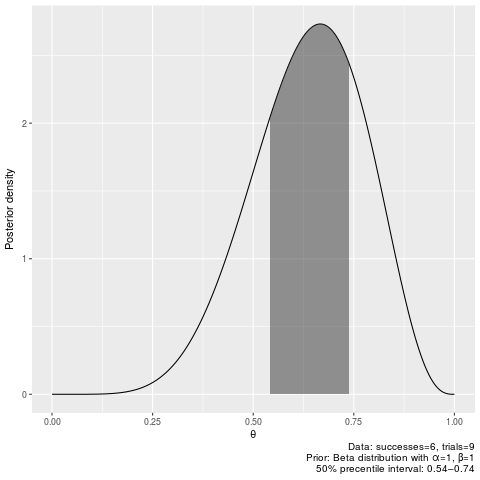 Posterior density
2
1
0
0.00 0.25 0.50 0.75 1.00
θ
Data: successes=6, trials=9
Prior: Beta distribution with α=1, β=1
50% precentile interval: 0.54–0.74